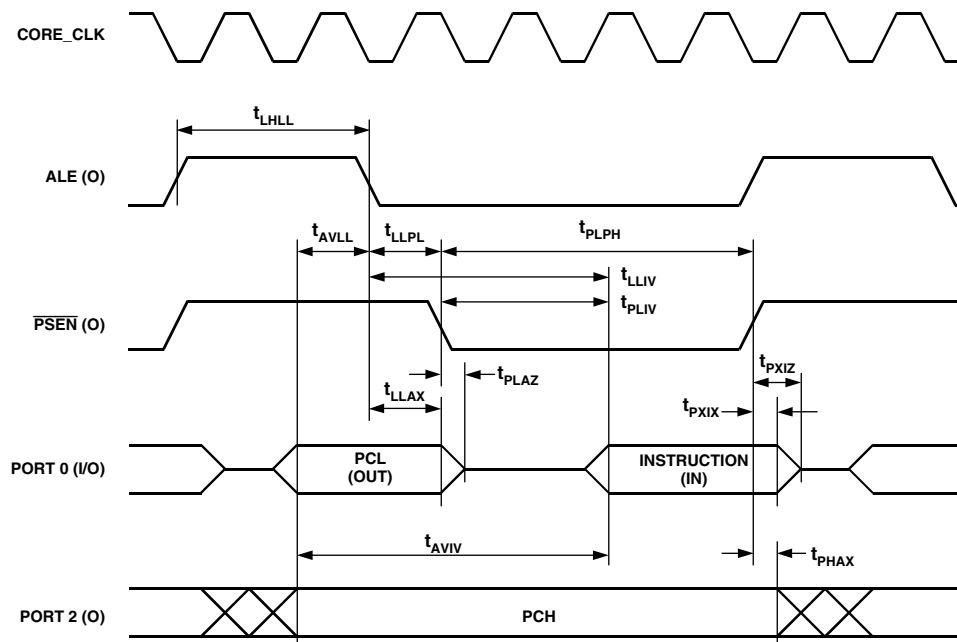 CORE_CLK
t_LHLL
ALE (O)
t_AVLL
t_LLPL
t_PLPH
t_LLIV
t_PLIV
PSEN (O)
t_PXIZ
t_PLAZ
t_LLAX
t_PXIX
PORT 0 (I/O)
PCL
(OUT)
INSTRUCTION
(IN)
t_AVIV
t_PHAX
PORT 2 (O)
PCH